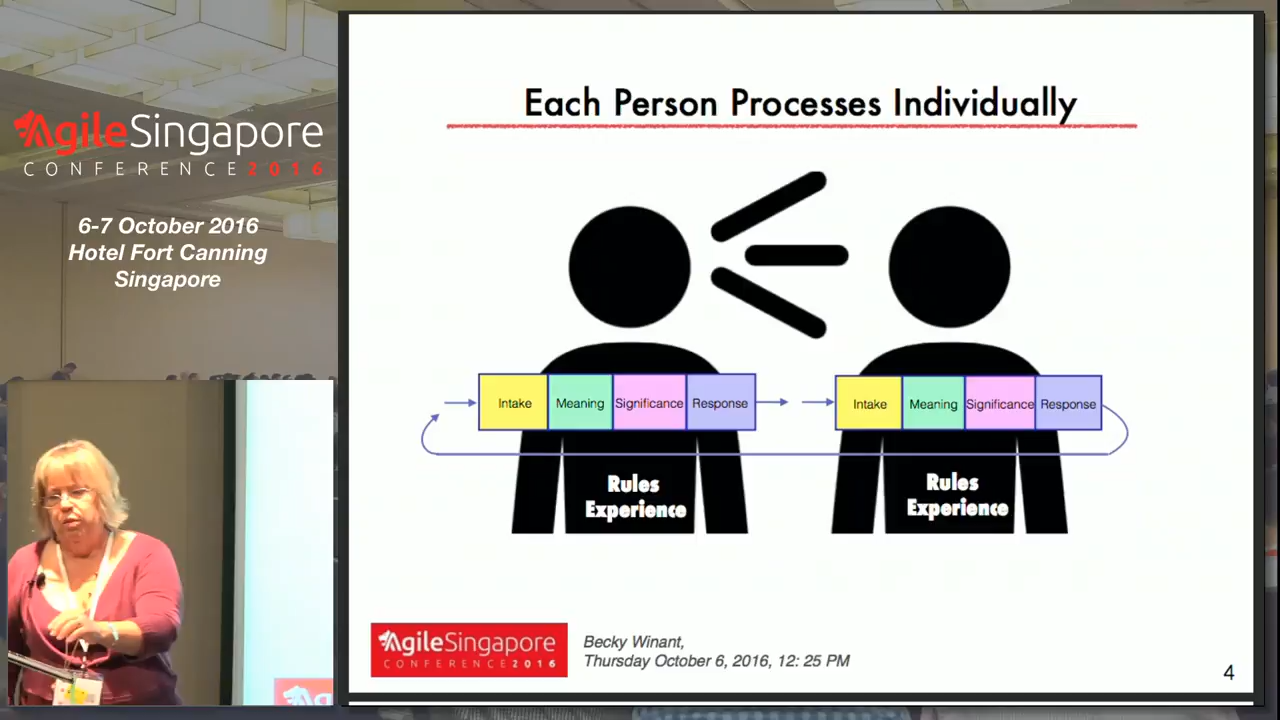 AgileSingapore
CONFERENCE 2016
6-7 October 2016
Hotel Fort Canning
Singapore
Each Person Processes Individually
Intake Meaning Significance Response
Intake Meaning Significance Response
Rules
Experience
Rules
Experience
AgileSingapore
CONFERENCE2016
Becky Winant,
Thursday October 6, 2016, 12: 25 PM
4